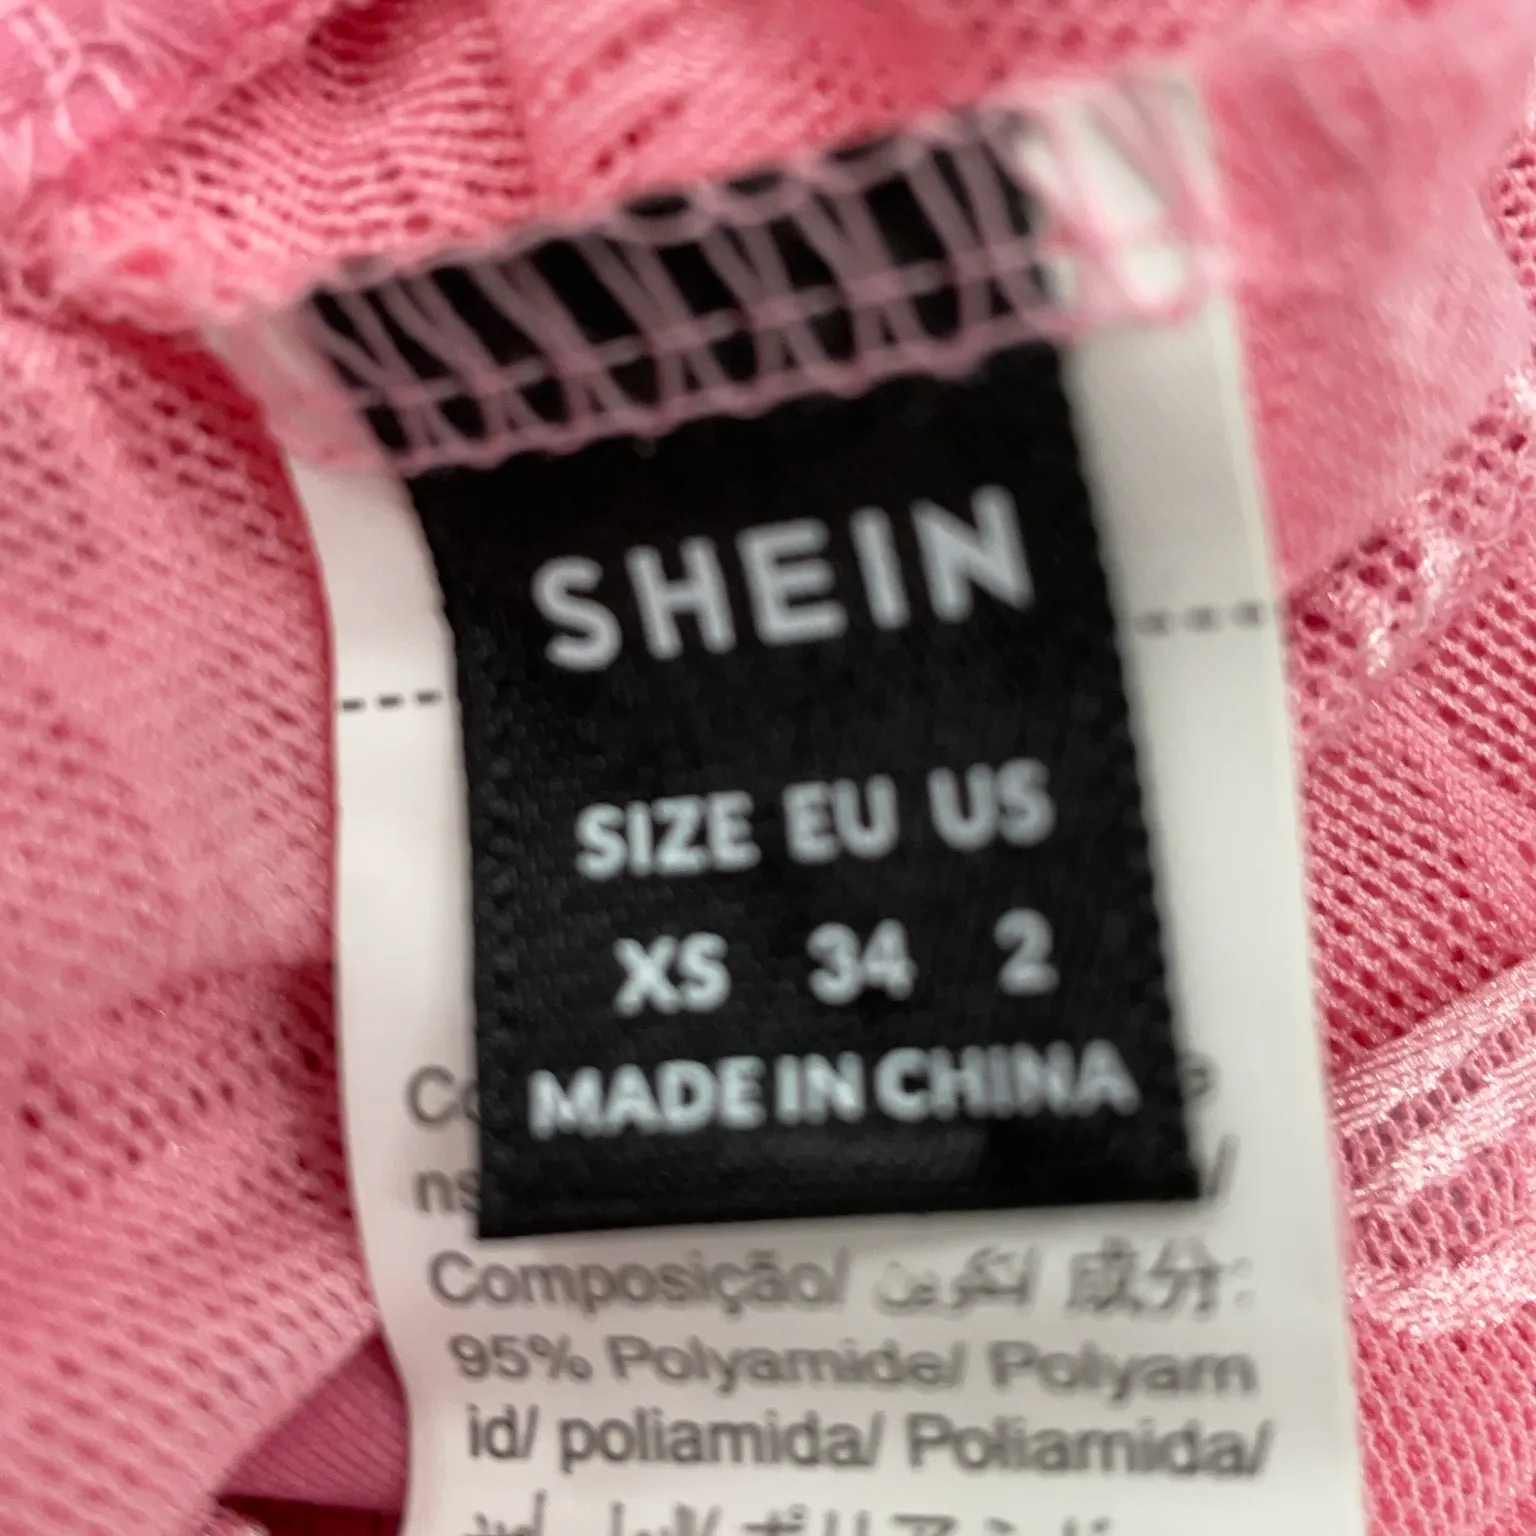 SHEIN
SIZE EU US
XS 34 2
MADE IN CHINA
Composição/ التكوين/ 成分:
95% Polyamide/ Polyam
id/ poliamida/ Poliamida/